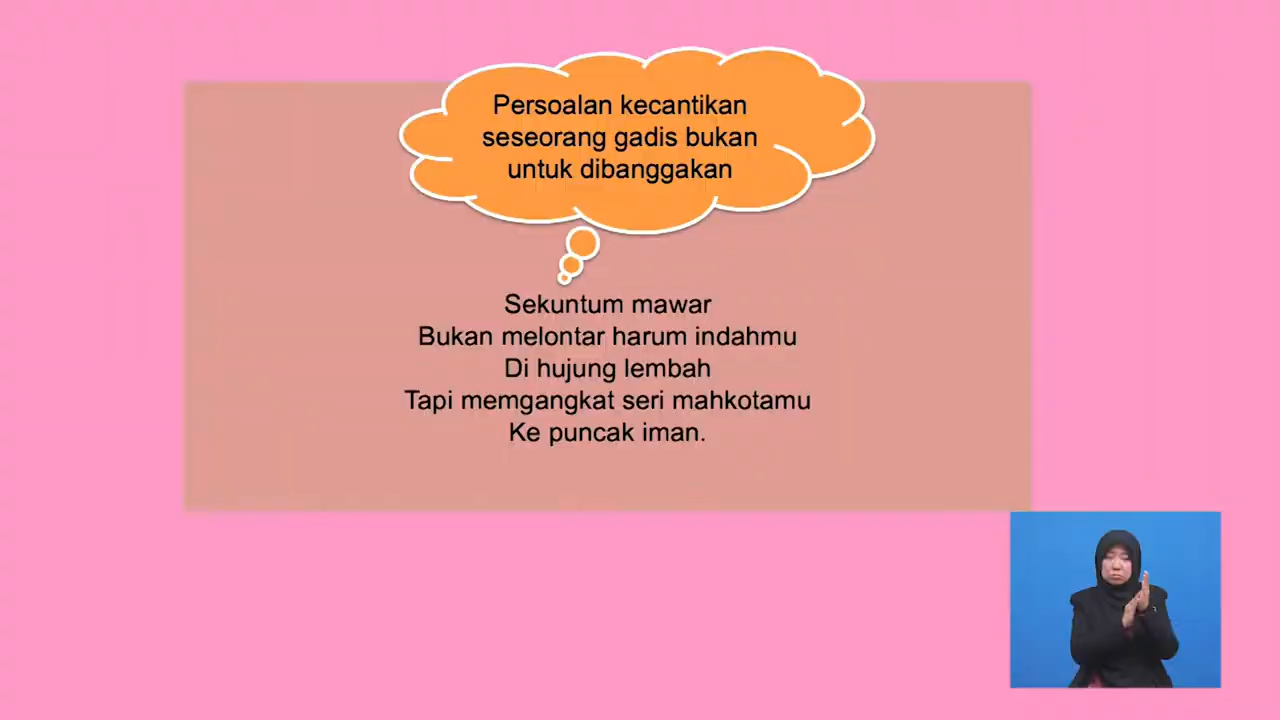 Persoalan kecantikan
seseorang gadis bukan
untuk dibanggakan
Sekuntum mawar
Bukan melontar harum indahmu
Di hujung lembah
Tapi memgangkat seri mahkotamu
Ke puncak iman.